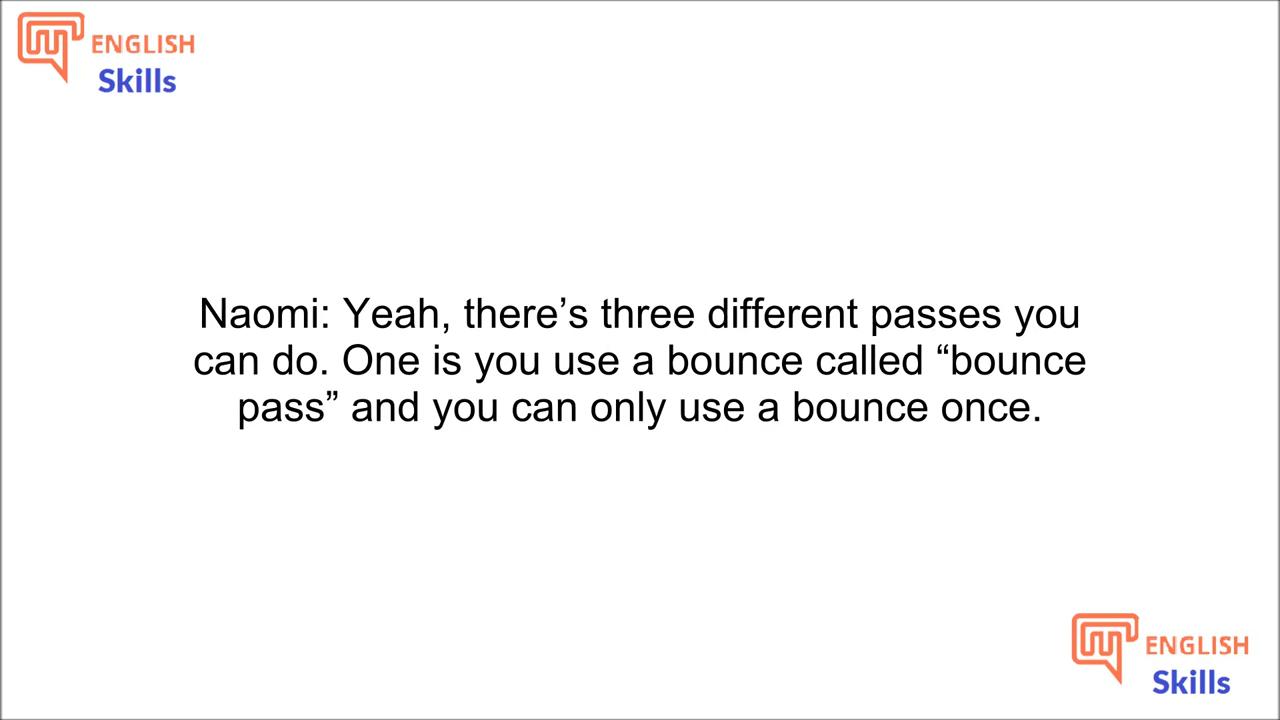 ENGLISH
Skills
Naomi: Yeah, there’s three different passes you
can do. One is you use a bounce called “bounce
pass” and you can only use a bounce once.
ENGLISH
Skills